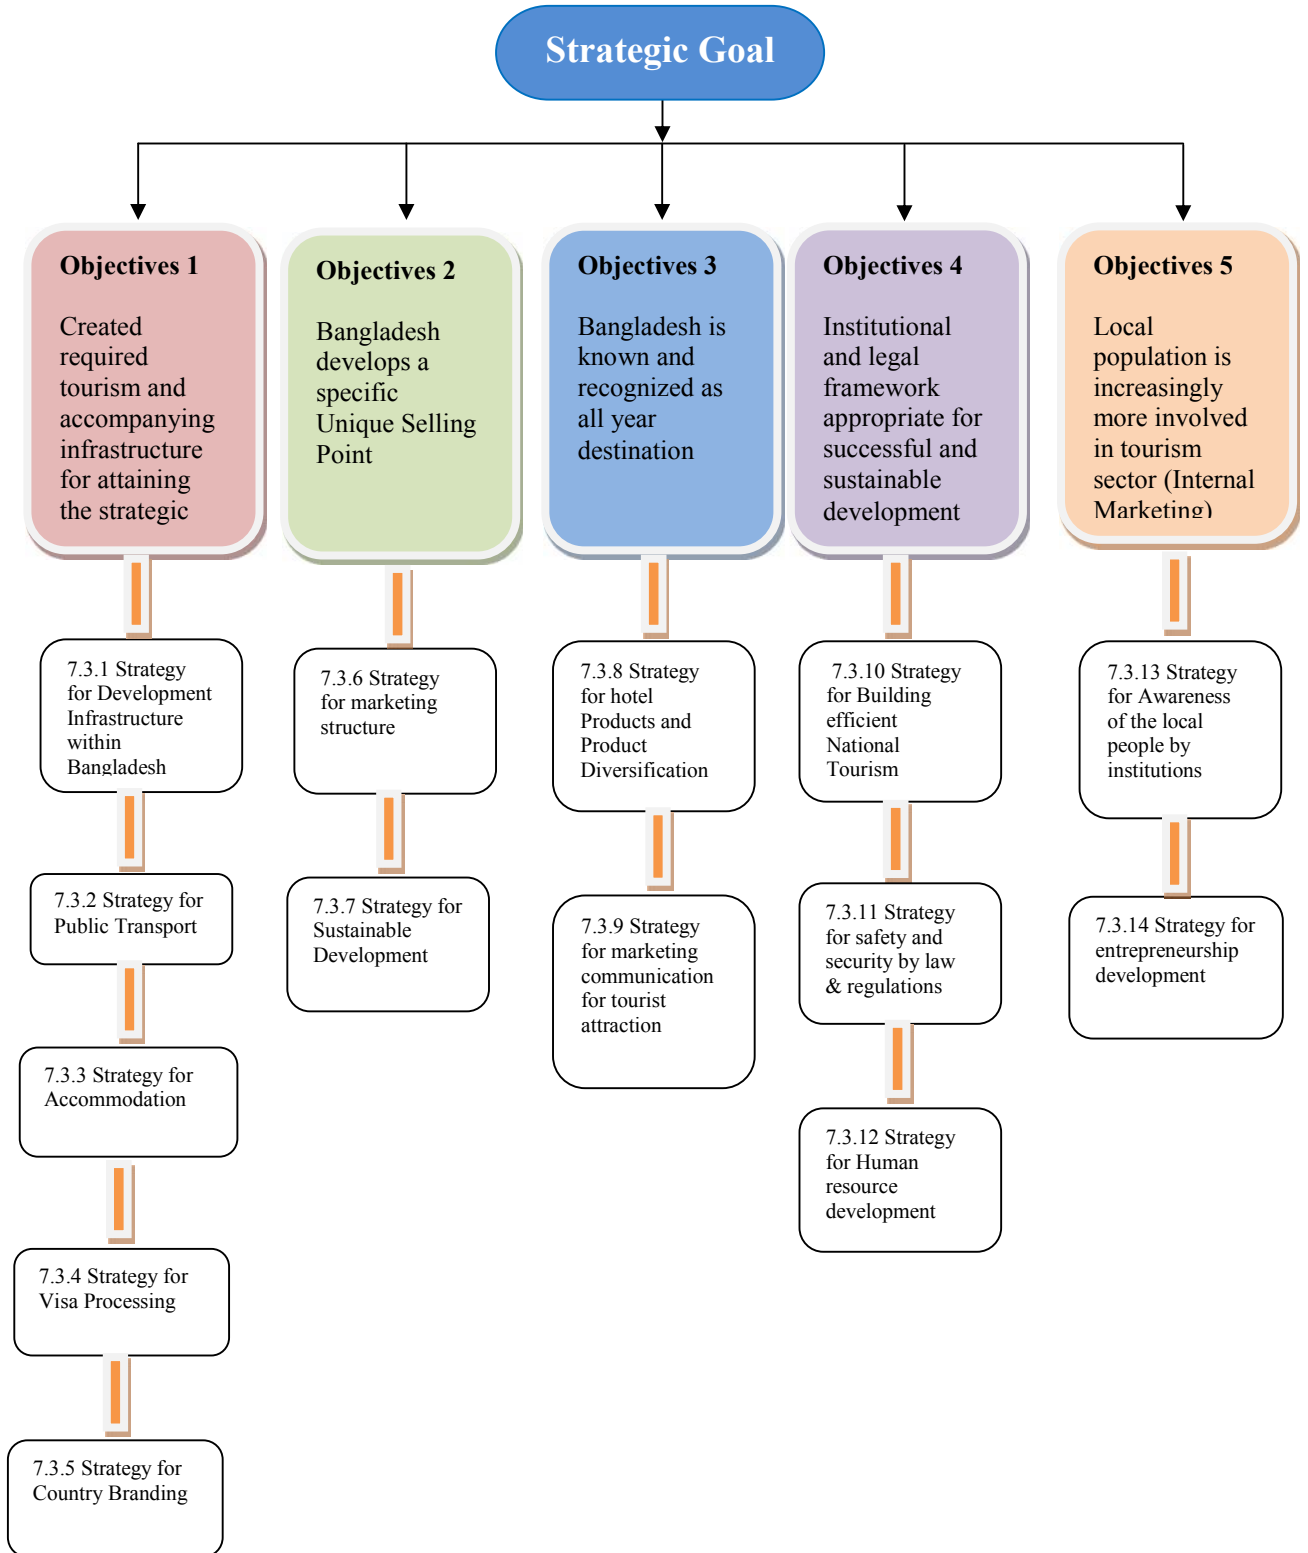 Strategic Goal
Objectives 1
Created
required
tourism and
accompanying
infrastructure
for attaining
the strategic
Objectives 2
Bangladesh
develops a
specific
Unique Selling
Point
Objectives 3
Bangladesh is
known and
recognized as
all year
destination
Objectives 4
Institutional
and legal
framework
appropriate for
successful and
sustainable
development
Objectives 5
Local
population is
increasingly
more involved
in tourism
sector (Internal
Marketing)
7.3.1 Strategy
for Development
Infrastructure
within
Bangladesh
7.3.2 Strategy for
Public Transport
7.3.3 Strategy for
Accommodation
7.3.4 Strategy for
Visa Processing
7.3.5 Strategy for
Country Branding
7.3.6 Strategy
for marketing
structure
7.3.7 Strategy for
Sustainable
Development
7.3.8 Strategy
for hotel
Products and
Product
Diversification
7.3.9 Strategy
for marketing
communication
for tourist
attraction
7.3.10 Strategy
for Building
efficient
National
Tourism
7.3.11 Strategy
for safety and
security by law
& regulations
7.3.12 Strategy
for Human
resource
development
7.3.13 Strategy
for Awareness
of the local
people by
institutions
7.3.14 Strategy for
entrepreneurship
development